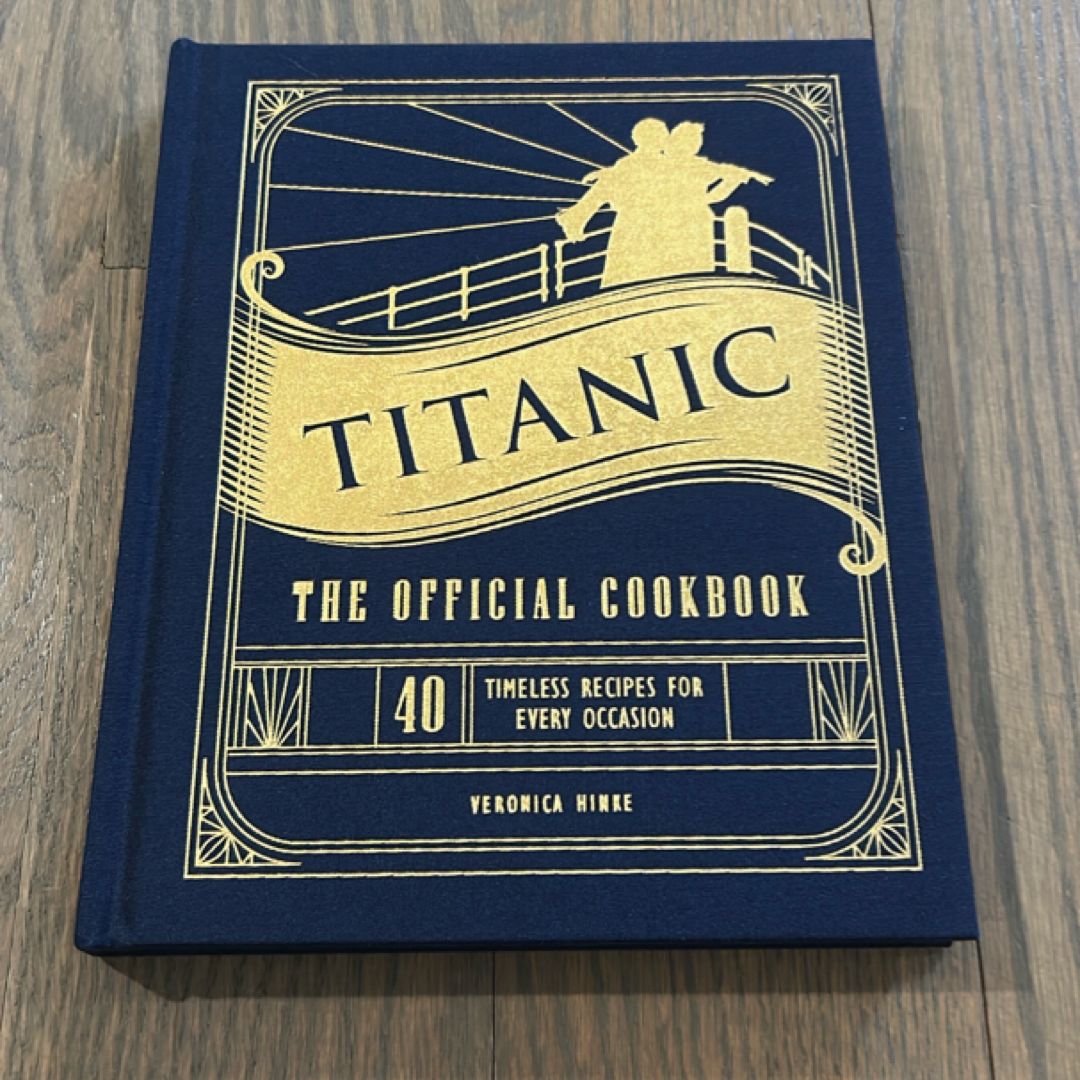 TITANIC
THE OFFICIAL COOKBOOK
40
TIMELESS RECIPES FOR
EVERY OCCASION
VERONICA HINKE